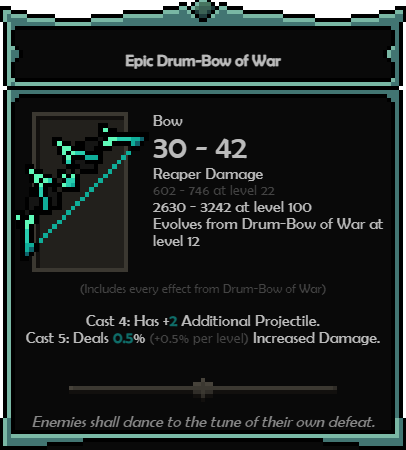 Epic Drum-Bow of War
Bow
30 - 42
Reaper Damage
602 - 746 at level 22
2630 - 3242 at level 100
Evolves from Drum-Bow of War at
level 12
(Includes every effect from Drum-Bow of War)
Cast 4: Has +2 Additional Projectile.
Cast 5: Deals 0.5% (+0.5% per level) Increased Damage.
Enemies shall dance to the tune of their own defeat.